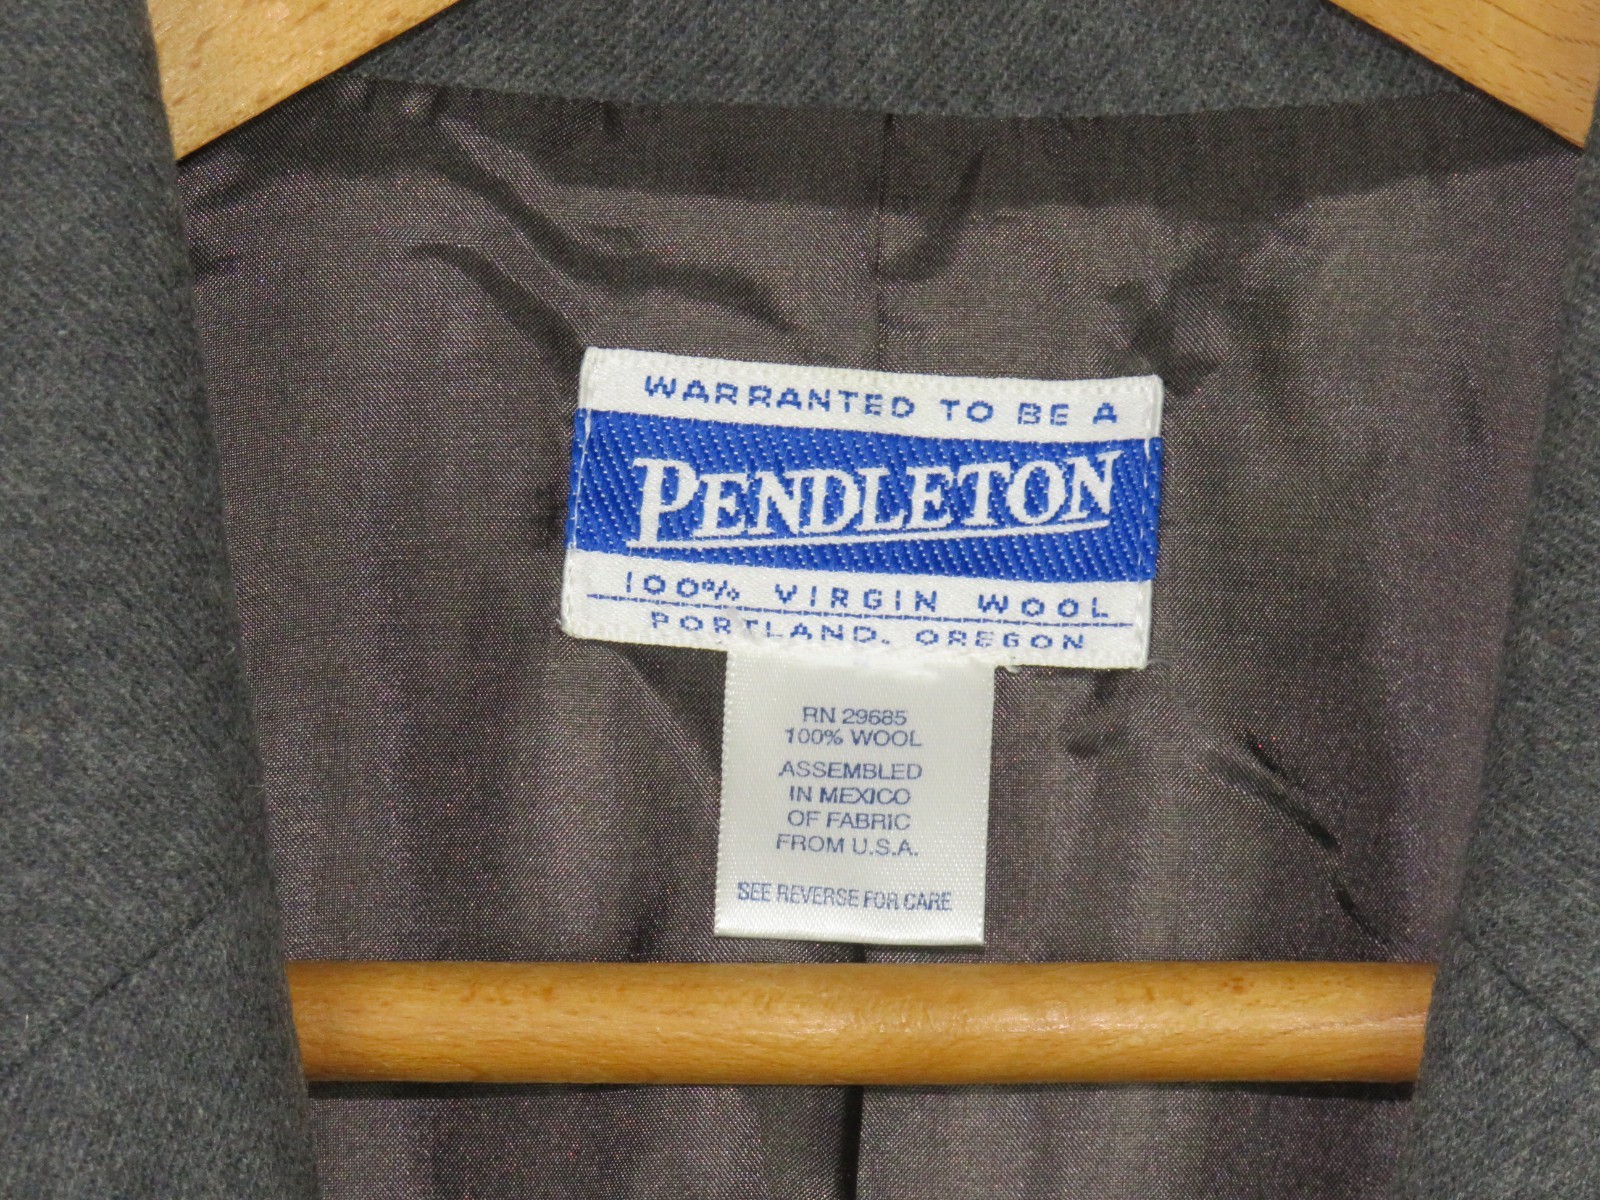 WARRANTED TO BE A
PENDLETON
100% VIRGIN WOOL
PORTLAND, OREGON
RN 29685
100% WOOL
ASSEMBLED
IN MEXICO
OF FABRIC
FROM U.S.A.
SEE REVERSE FOR CARE